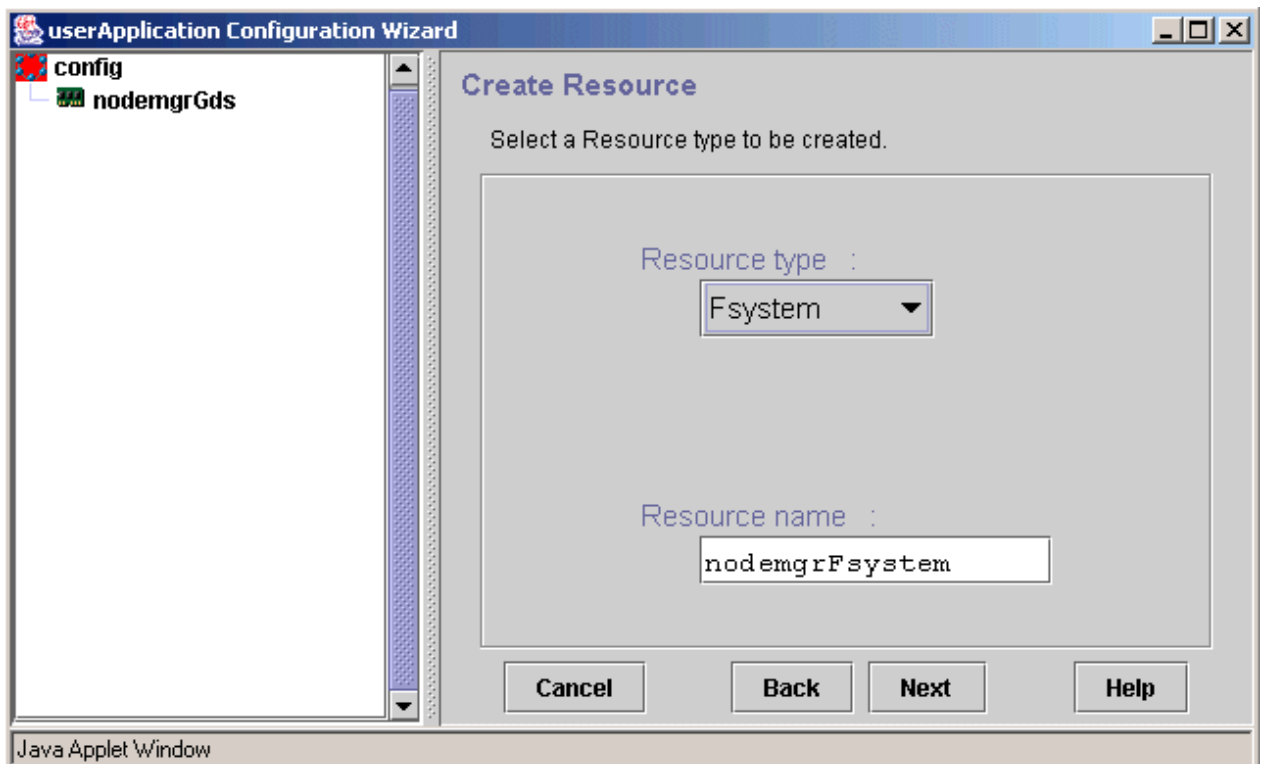 userApplication Configuration Wizard
config
nodemgrGds
Create Resource
Select a Resource type to be created.
Resource type :
Fsystem
Resource name :
nodemgrFsystem
Cancel Back Next Help
Java Applet Window